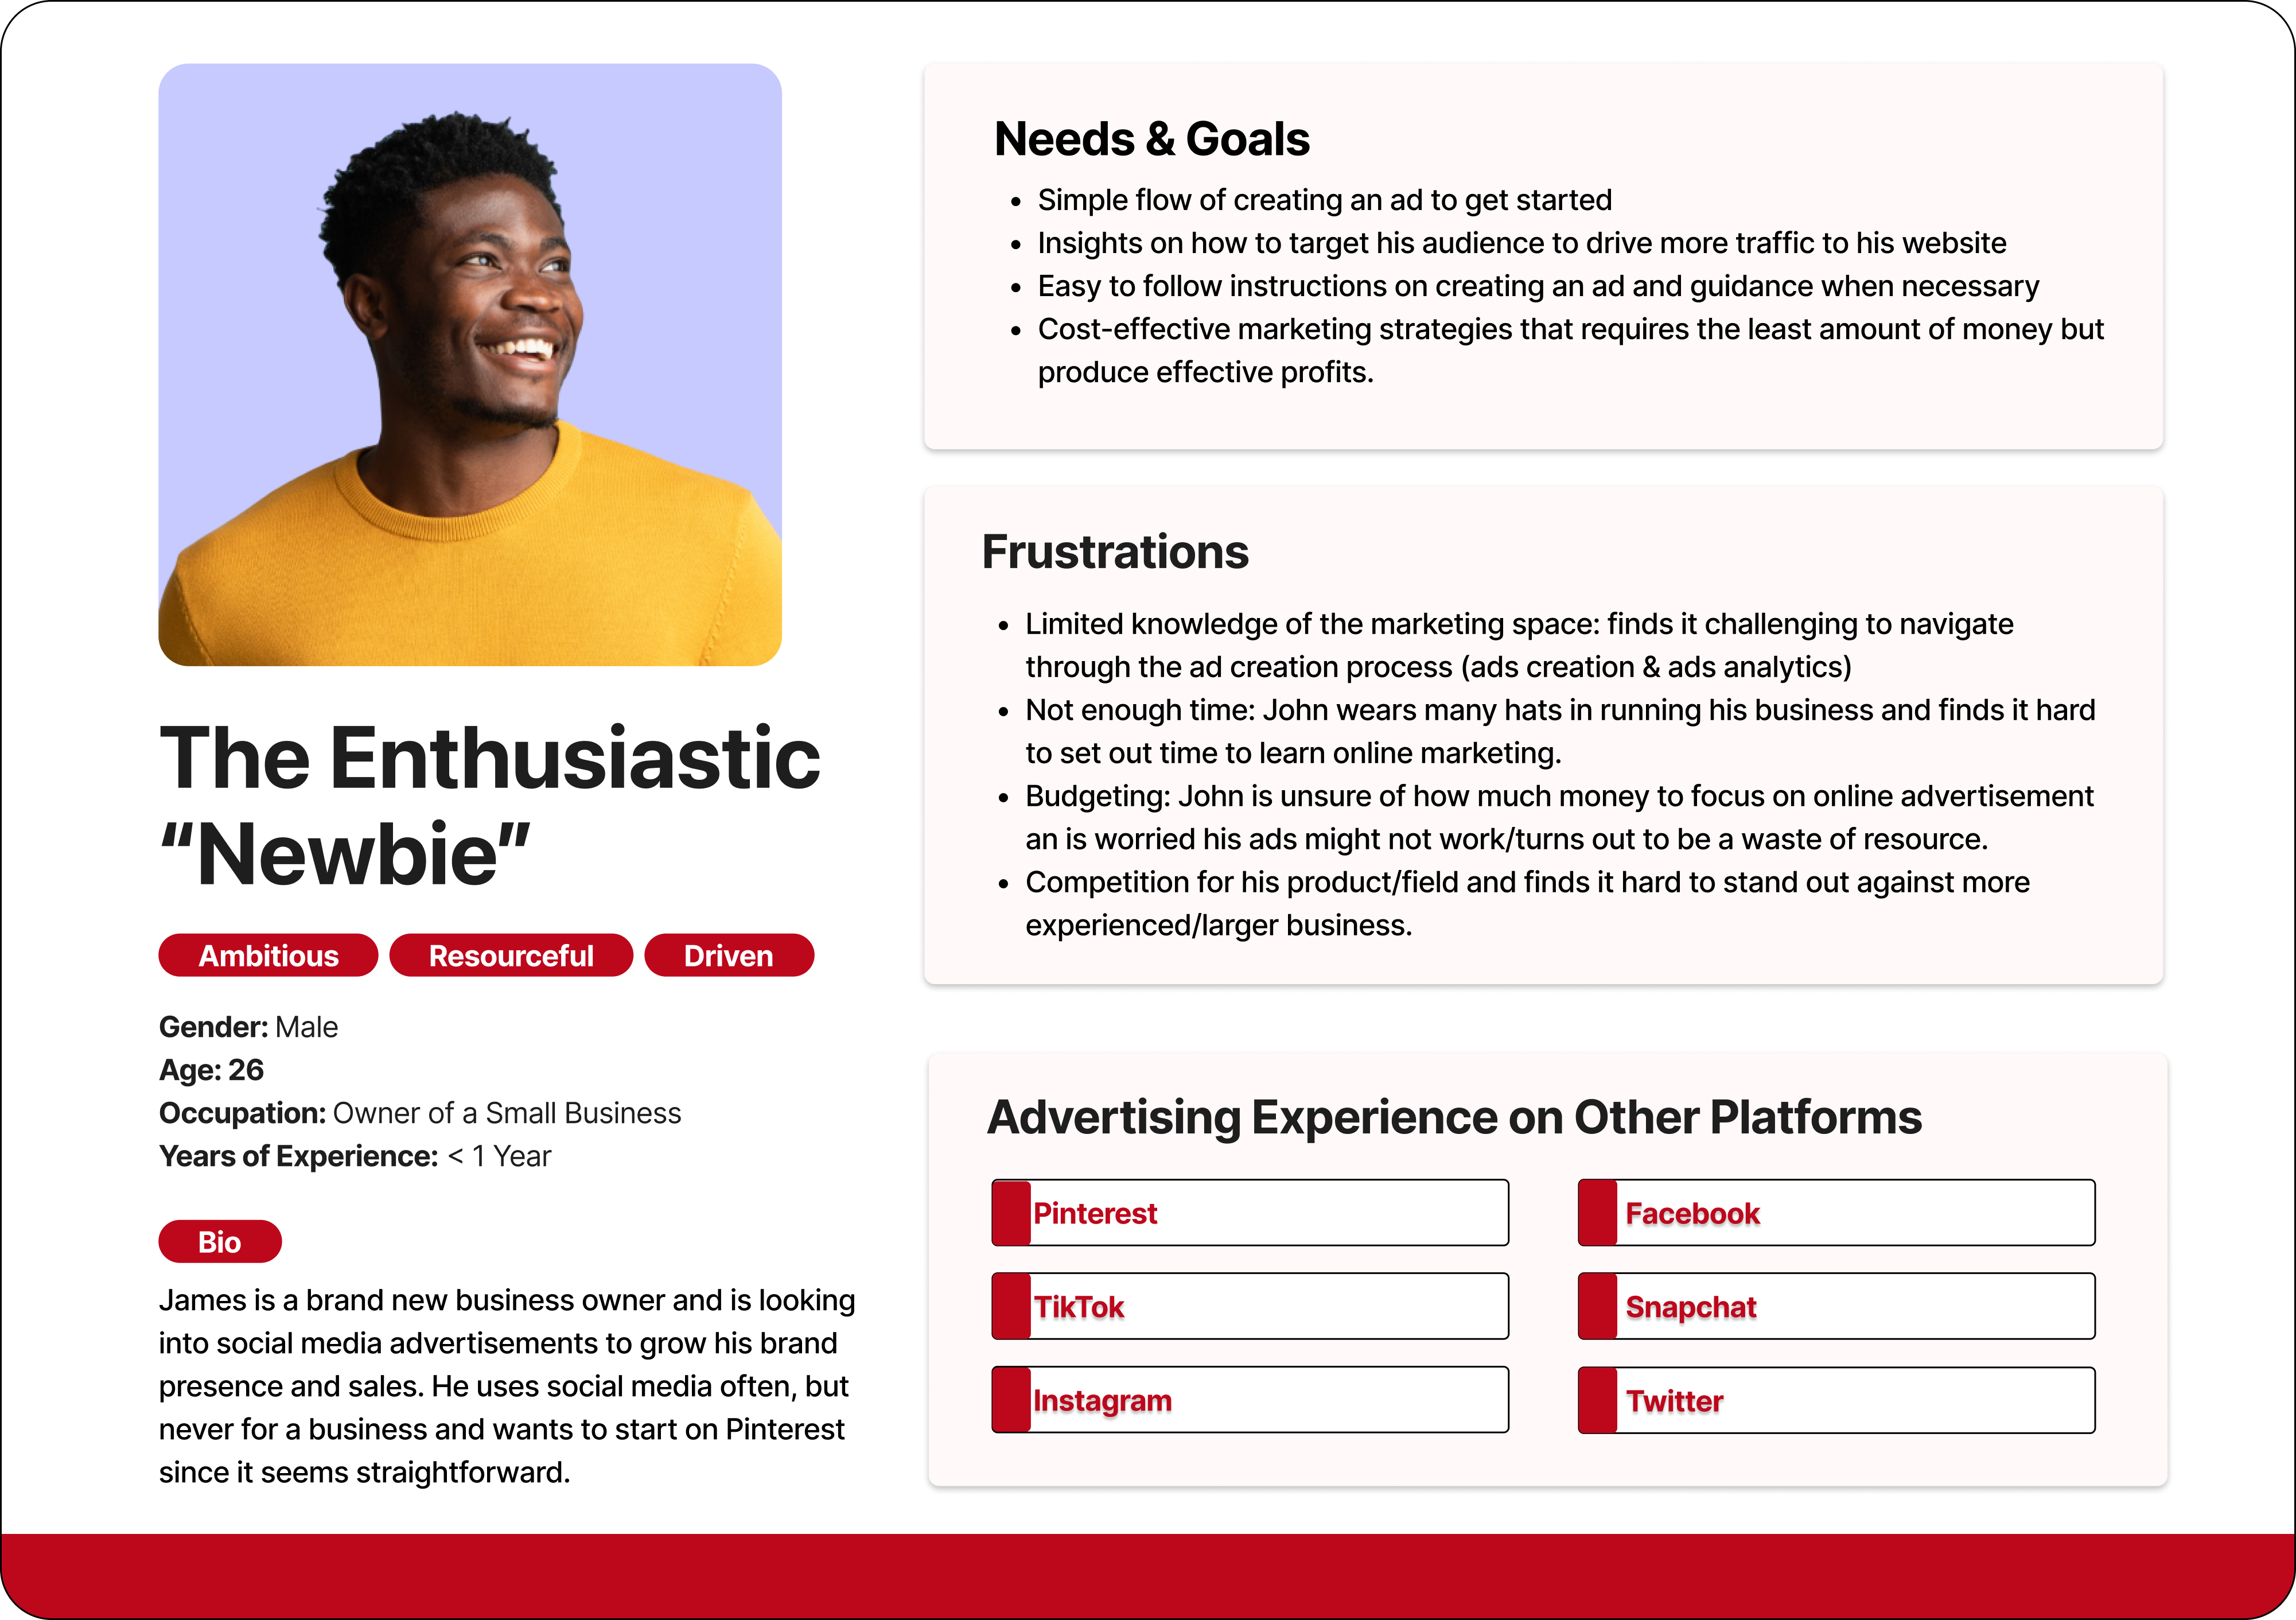 The Enthusiastic
“Newbie”
Ambitious
Resourceful
Driven
Gender: Male
Age: 26
Occupation: Owner of a Small Business
Years of Experience: < 1 Year
Bio
James is a brand new business owner and is looking
into social media advertisements to grow his brand
presence and sales. He uses social media often, but
never for a business and wants to start on Pinterest
since it seems straightforward.
Needs & Goals
• Simple flow of creating an ad to get started
• Insights on how to target his audience to drive more traffic to his website
• Easy to follow instructions on creating an ad and guidance when necessary
• Cost-effective marketing strategies that requires the least amount of money but
produce effective profits.
Frustrations
• Limited knowledge of the marketing space: finds it challenging to navigate
through the ad creation process (ads creation & ads analytics)
• Not enough time: John wears many hats in running his business and finds it hard
to set out time to learn online marketing.
• Budgeting: John is unsure of how much money to focus on online advertisement
an is worried his ads might not work/turns out to be a waste of resource.
• Competition for his product/field and finds it hard to stand out against more
experienced/larger business.
Advertising Experience on Other Platforms
Pinterest
Facebook
TikTok
Snapchat
Instagram
Twitter